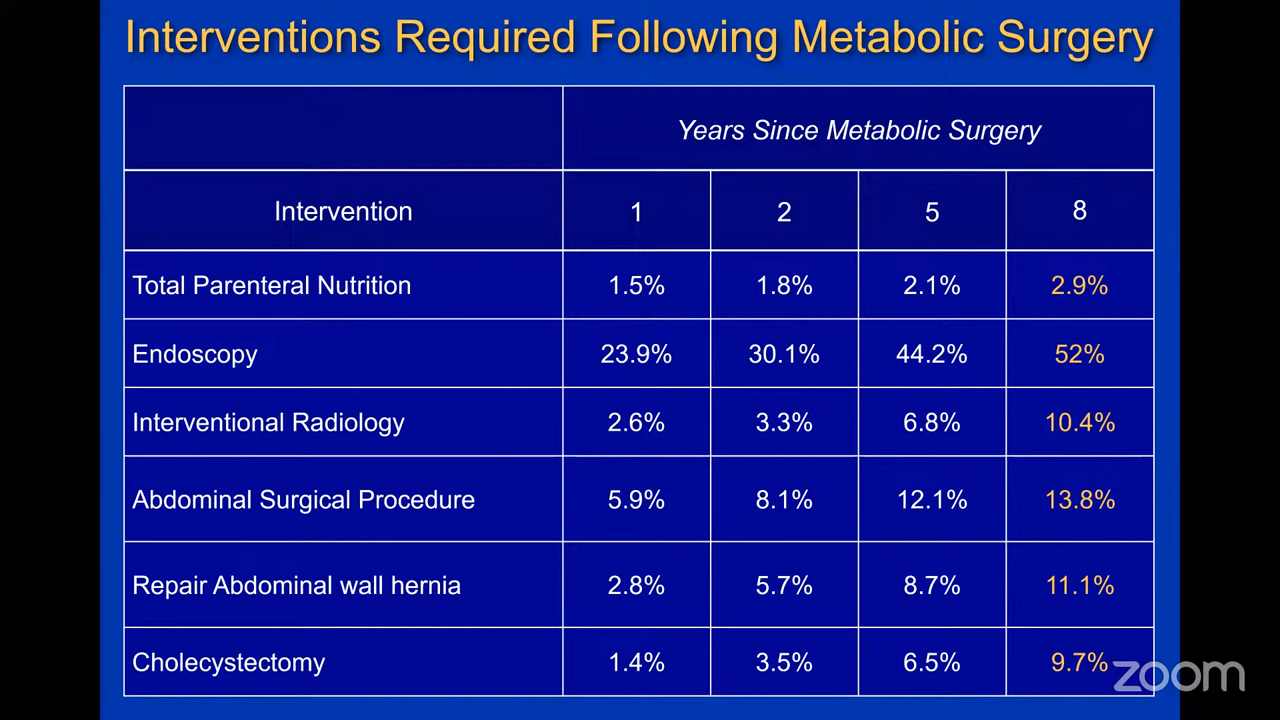 Interventions Required Following Metabolic Surgery
Years Since Metabolic Surgery
Intervention 1 2 5 8
Total Parenteral Nutrition 1.5% 1.8% 2.1% 2.9%
Endoscopy 23.9% 30.1% 44.2% 52%
Interventional Radiology 2.6% 3.3% 6.8% 10.4%
Abdominal Surgical Procedure 5.9% 8.1% 12.1% 13.8%
Repair Abdominal wall hernia 2.8% 5.7% 8.7% 11.1%
Cholecystectomy 1.4% 3.5% 6.5% 9.7%
zoom